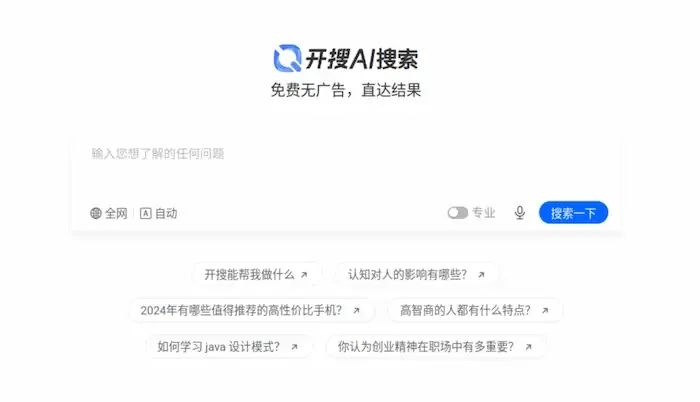 开搜AI搜索
免费无广告，直达结果
输入您想了解的任何问题
全网 A 自动 专业 搜索一下
开搜能帮我做什么 认知对人的影响有哪些？
2024年有哪些值得推荐的高性价比手机？ 高智商的人都有什么特点？
如何学习 java 设计模式？ 你认为创业精神在职场中有多重要？